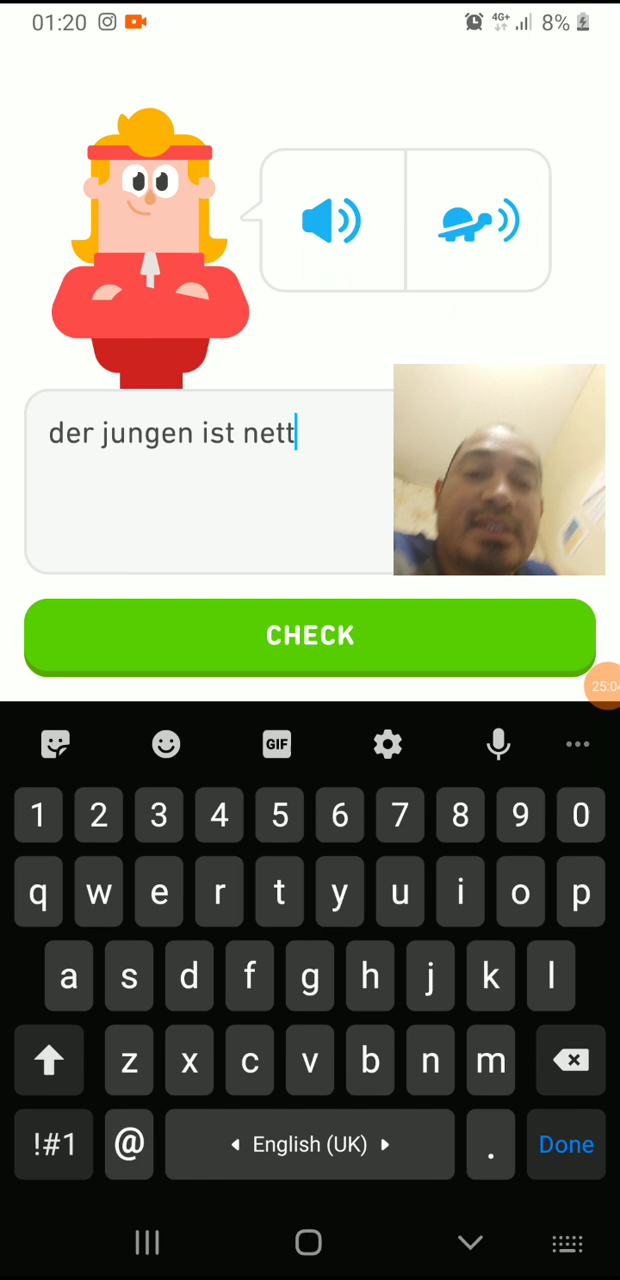 01:20 4G+ 8%
der jungen ist nett
CHECK
GIF
1 2 3 4 5 6 7 8 9 0
q w e r t y u i o p
a s d f g h j k l
z x c v b n m
!#1 @ English (UK) . Done